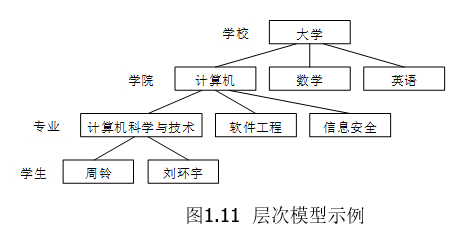 学校 大学
学院 计算机 数学 英语
专业 计算机科学与技术 软件工程 信息安全
学生 周铃 刘环宇
图1.11 层次模型示例